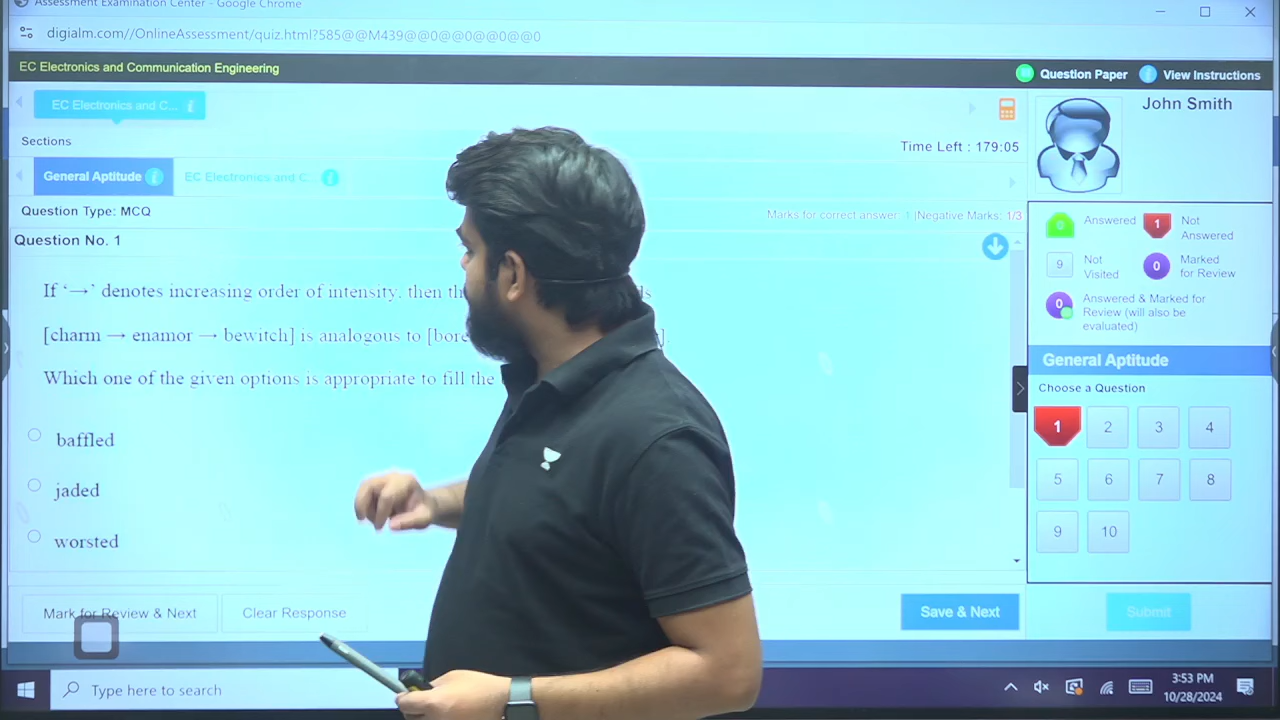 Assessment Examination Center - Google Chrome
digialm.com//OnlineAssessment/quiz.html?585@@M439@@0@@0@@0@@0
EC Electronics and Communication Engineering
Question Paper
View Instructions
EC Electronics and C...
John Smith
Sections
Time Left : 179:05
General Aptitude
EC Electronics and C...
Question Type: MCQ
Marks for correct answer: 1 |Negative Marks: 1/3
Question No. 1
0 Answered
1 Not Answered
9 Not Visited
0 Marked for Review
0 Answered & Marked for Review (will also be evaluated)
If ‘→’ denotes increasing order of intensity, then
[charm → enamor → bewitch] is analogous to [bore
Which one of the given options is appropriate to fill the
baffled
jaded
worsted
General Aptitude
Choose a Question
1 2 3 4
5 6 7 8
9 10
Mark for Review & Next
Clear Response
Save & Next
Submit
Type here to search
3:53 PM
10/28/2024